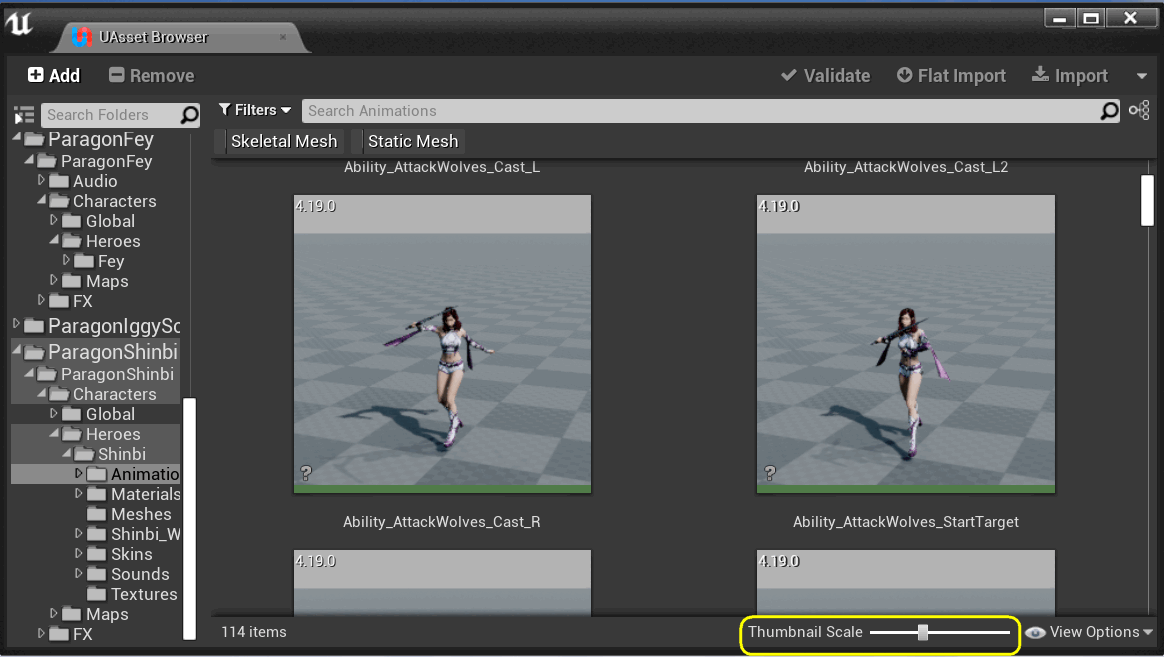 UAsset Browser
Add Remove Validate Flat Import Import
Search Folders Filters Search Animations
Skeletal Mesh Static Mesh
ParagonFey
ParagonFey
Audio
Characters
Global
Heroes
Fey
Maps
FX
ParagonIggySc
ParagonShinbi
ParagonShinbi
Characters
Global
Heroes
Shinbi
Animatio
Materials
Meshes
Shinbi_W
Skins
Sounds
Textures
Maps
FX
Ability_AttackWolves_Cast_L Ability_AttackWolves_Cast_L2
4.19.0 4.19.0
? ?
Ability_AttackWolves_Cast_R Ability_AttackWolves_StartTarget
4.19.0 4.19.0
114 items Thumbnail Scale View Options